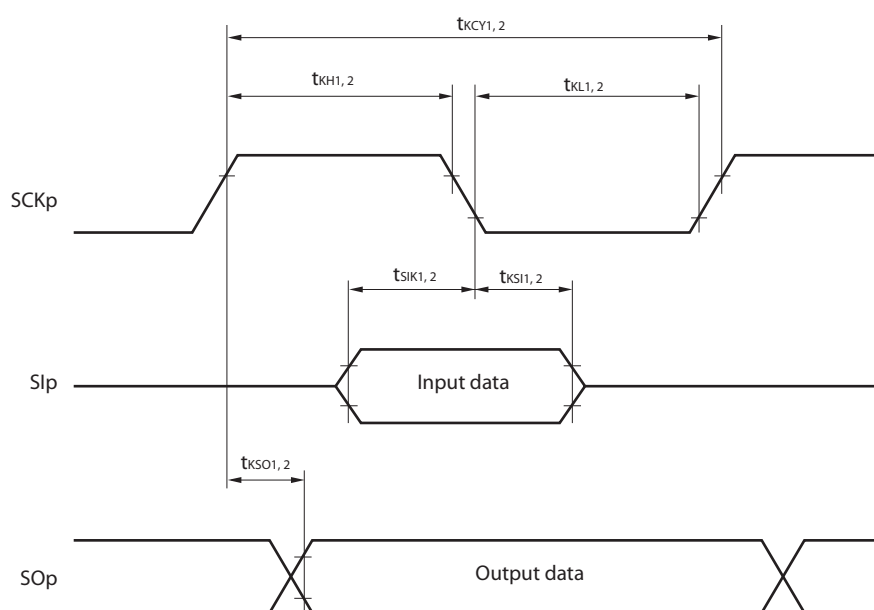 tKCY1, 2
tKH1, 2
tKL1, 2
SCKp
tSIK1, 2
tKSI1, 2
SIp
Input data
tKSO1, 2
SOp
Output data